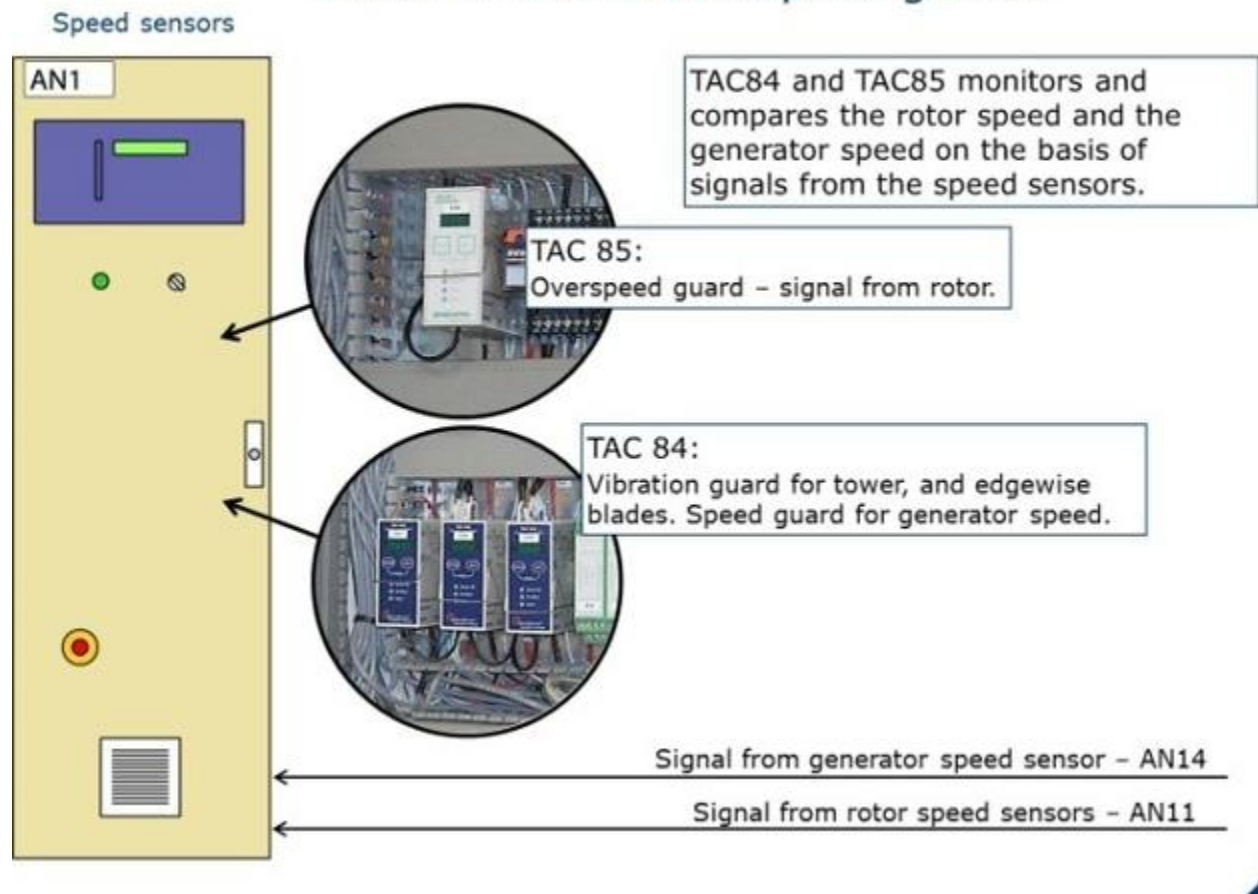 Speed sensors
AN1
TAC84 and TAC85 monitors and
compares the rotor speed and the
generator speed on the basis of
signals from the speed sensors.
TAC 85:
Overspeed guard – signal from rotor.
TAC 84:
Vibration guard for tower, and edgewise
blades. Speed guard for generator speed.
Signal from generator speed sensor – AN14
Signal from rotor speed sensors – AN11